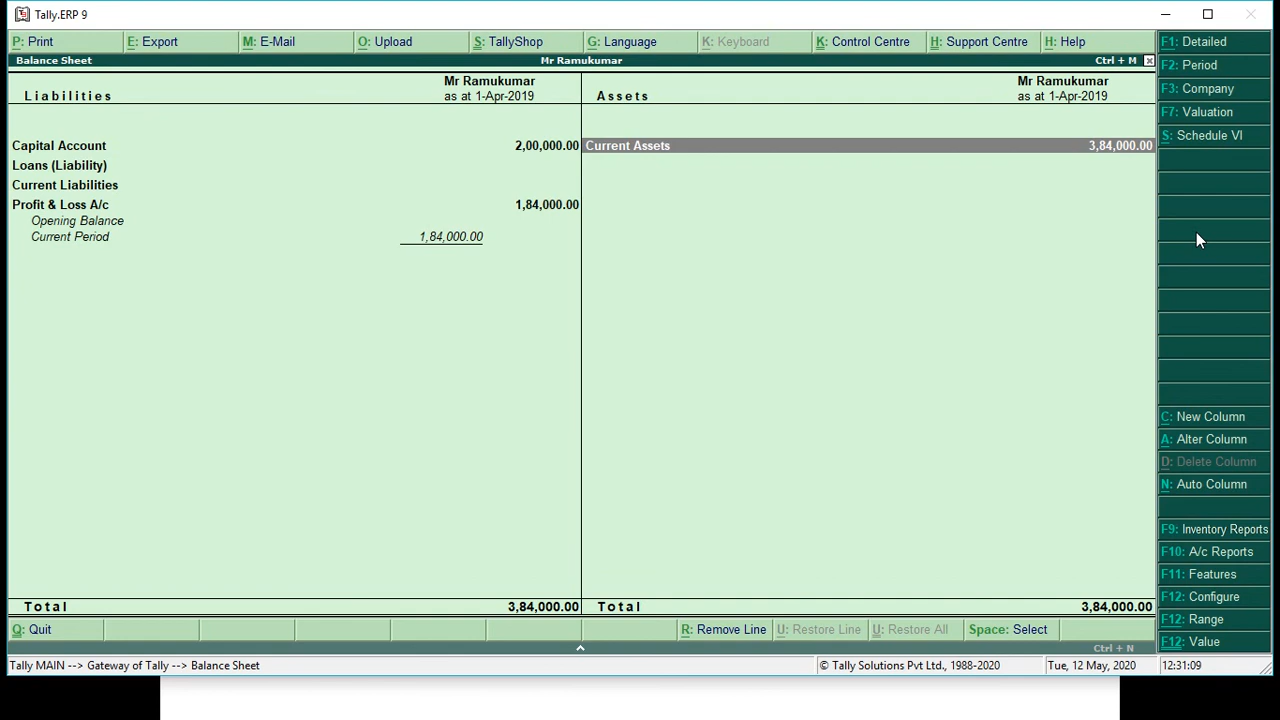 Tally.ERP 9
P: Print E: Export M: E-Mail O: Upload S: TallyShop G: Language K: Keyboard K: Control Centre H: Support Centre H: Help
Balance Sheet Mr Ramukumar Ctrl + M
Mr Ramukumar Mr Ramukumar
Liabilities as at 1-Apr-2019 Assets as at 1-Apr-2019
Capital Account 2,00,000.00 Current Assets 3,84,000.00
Loans (Liability)
Current Liabilities
Profit & Loss A/c 1,84,000.00
Opening Balance
Current Period 1,84,000.00
Total 3,84,000.00 Total 3,84,000.00
F1: Detailed
F2: Period
F3: Company
F7: Valuation
S: Schedule VI
C: New Column
A: Alter Column
D: Delete Column
N: Auto Column
F9: Inventory Reports
F10: A/c Reports
F11: Features
F12: Configure
F12: Range
F12: Value
Q: Quit R: Remove Line U: Restore Line U: Restore All Space: Select
Ctrl + N
Tally MAIN --> Gateway of Tally --> Balance Sheet © Tally Solutions Pvt Ltd., 1988-2020 Tue, 12 May, 2020 12:31:09